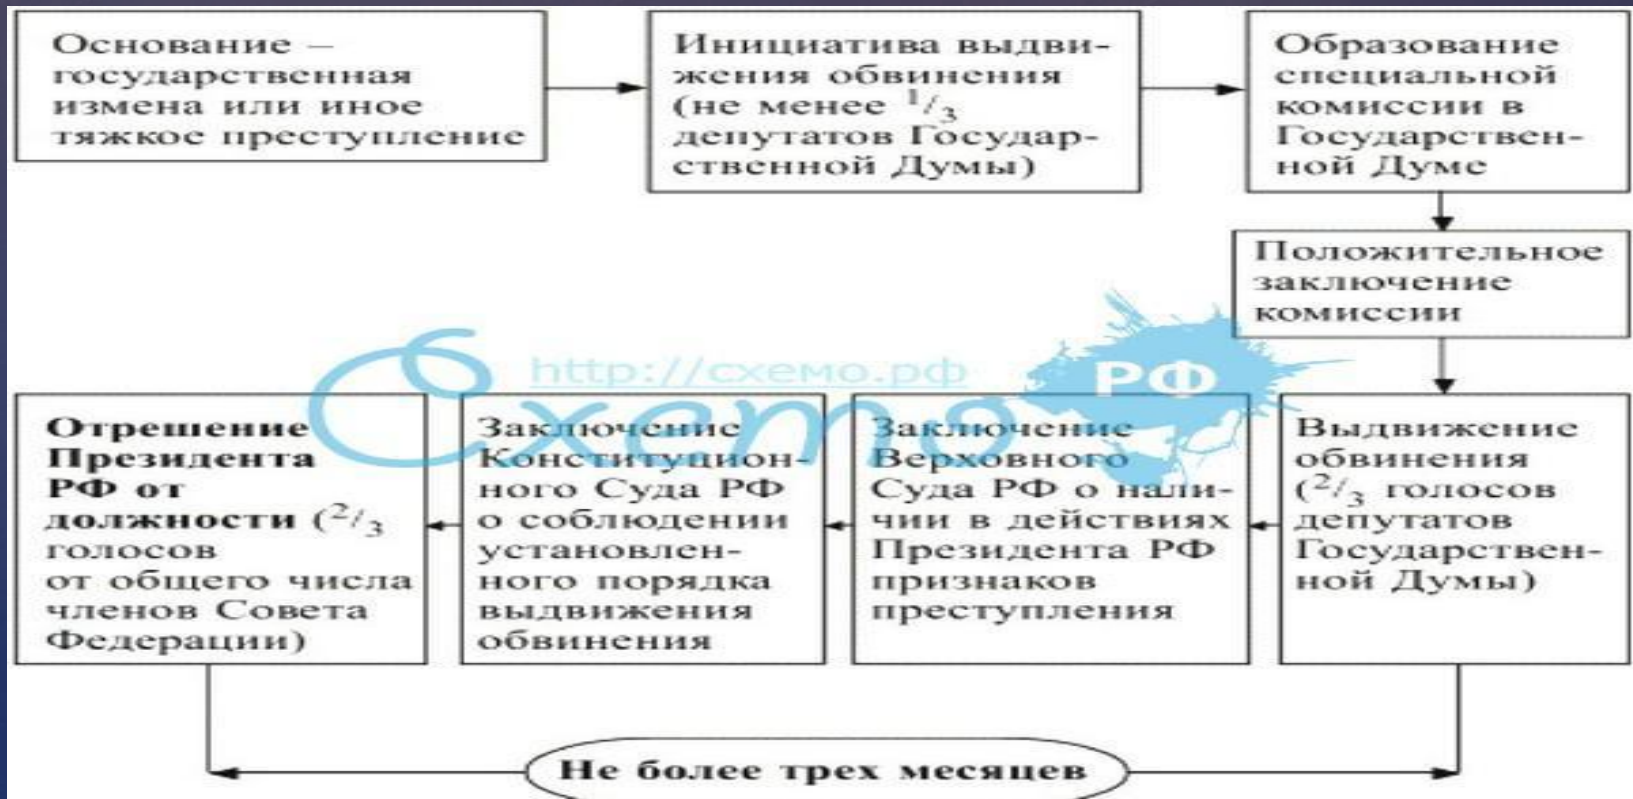 Основание –
государственная
измена или иное
тяжкое преступление
Инициатива выдви-
жения обвинения
(не менее 1/3
депутатов Государ-
ственной Думы)
Образование
специальной
комиссии в
Государствен-
ной Думе
Положительное
заключение
комиссии
Выдвижение
обвинения
(2/3 голосов
депутатов
Государствен-
ной Думы)
Заключение
Верховного
Суда РФ о нали-
чии в действиях
Президента РФ
признаков
преступления
Заключение
Конституцион-
ного Суда РФ
о соблюдении
установлен-
ного порядка
выдвижения
обвинения
Отрешение
Президента
РФ от
должности (2/3
голосов
от общего числа
членов Совета
Федерации)
Не более трех месяцев
http://схемо.рф
Схемо
РФ